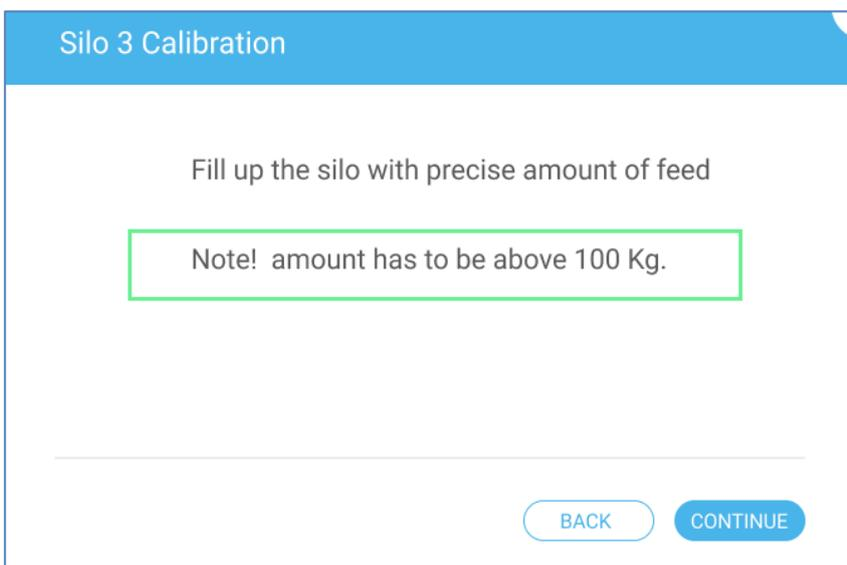 Silo 3 Calibration
Fill up the silo with precise amount of feed
Note!  amount has to be above 100 Kg.
BACK
CONTINUE